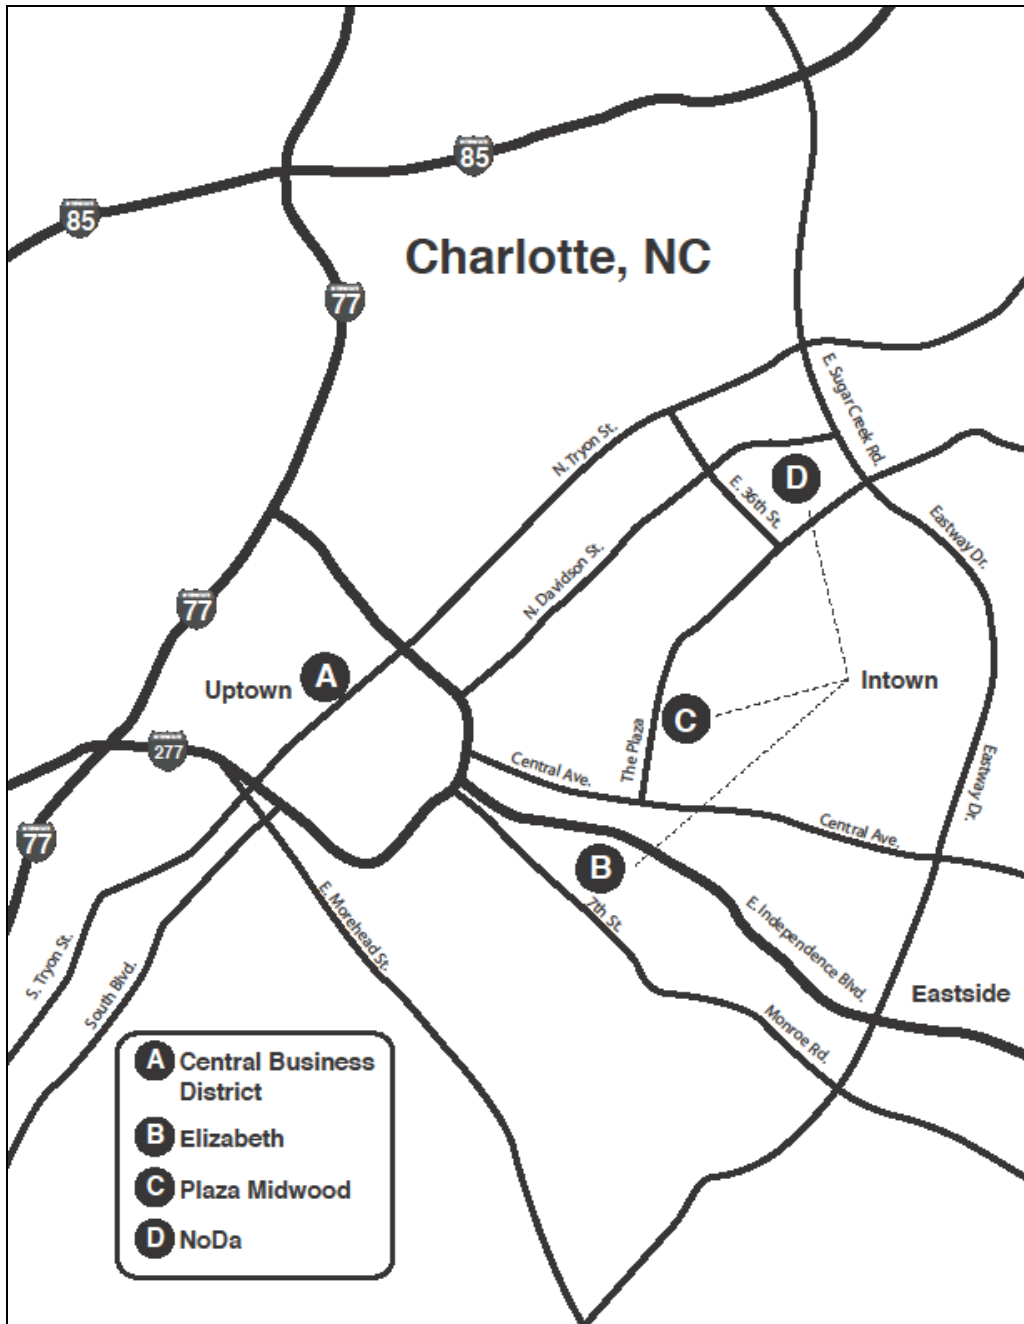 85
85
Charlotte, NC
77
E. Sugar Creek Rd.
N. Tryon St.
D
E. 36th St.
Eastway Dr.
N. Davidson St.
77
A
Uptown
Intown
C
The Plaza
277
Central Ave.
Eastway Dr.
Central Ave.
77
B
7th St.
E. Morehead St.
E. Independence Blvd.
S. Tryon St.
South Blvd.
Eastside
Monroe Rd.
A Central Business
District
B Elizabeth
C Plaza Midwood
D NoDa